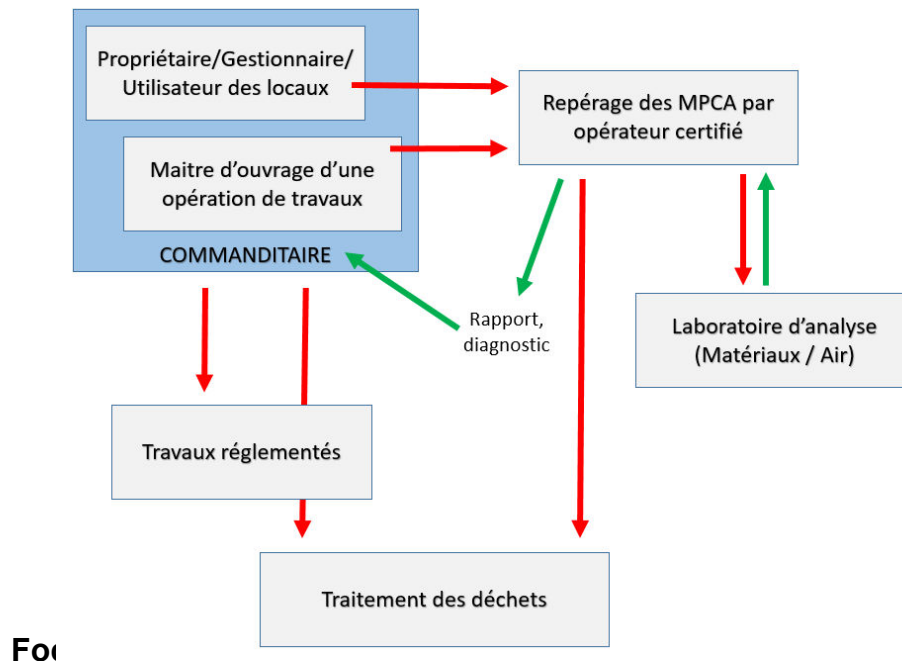 Propriétaire/Gestionnaire/
Utilisateur des locaux
Maitre d'ouvrage d'une
opération de travaux
COMMANDITAIRE
Repérage des MPCA par
opérateur certifié
Rapport,
diagnostic
Laboratoire d'analyse
(Matériaux / Air)
Travaux réglementés
Traitement des déchets